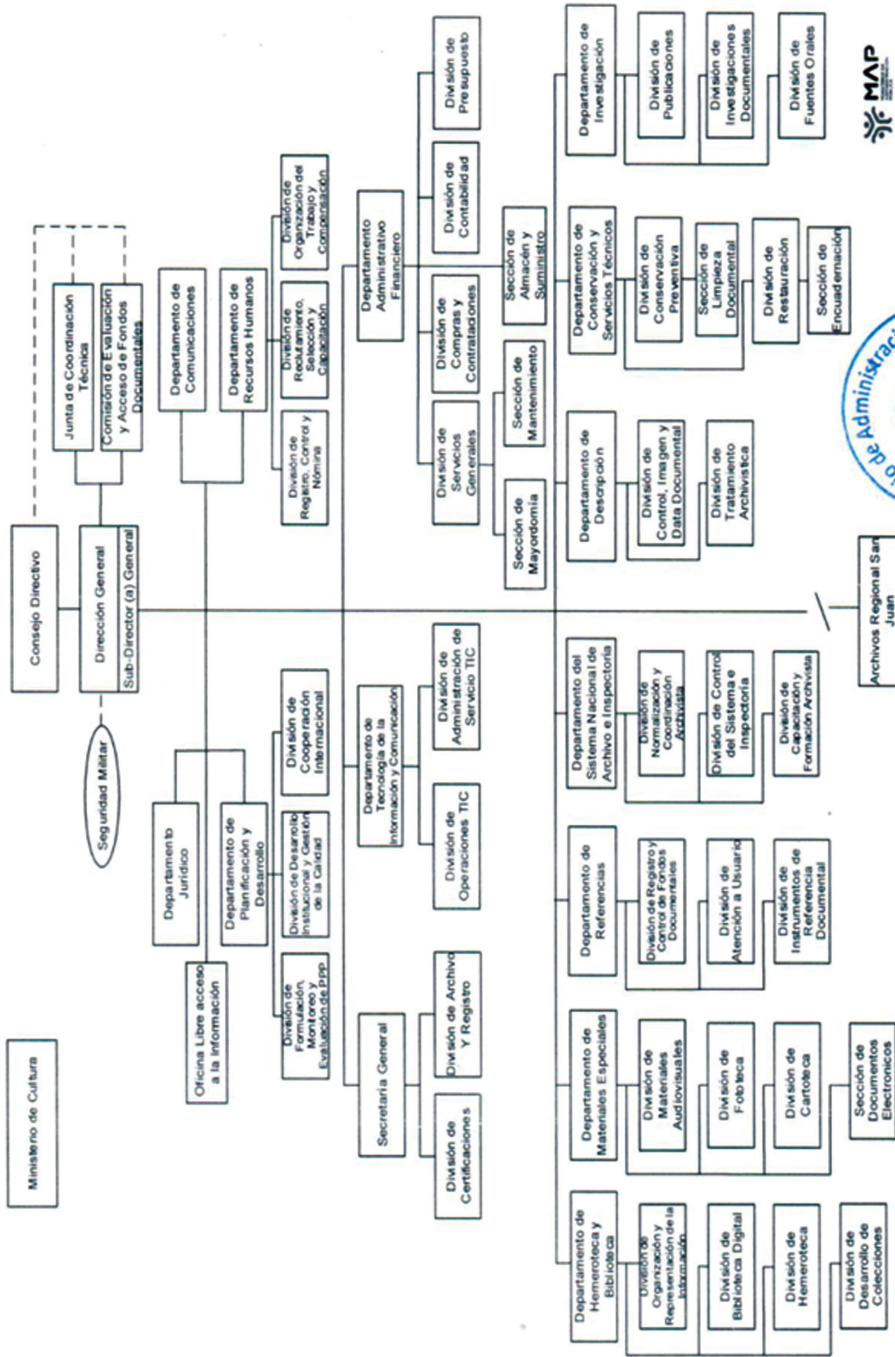 Ministerio de Cultura
Consejo Directivo
Seguridad Militar
Dirección General
Sub-Director (a) General
Junta de Coordinación
Técnica
Comisión de Evaluación
y Acceso de Fondos
Documentales
Oficina Libre acceso
a la Información
Departamento
Jurídico
Departamento de
Planificación y
Desarrollo
Departamento de
Comunicaciones
Departamento de
Recursos Humanos
División de
Formulación,
Monitoreo y
Evaluación de PPP
División de Desarrollo
Institucional y Gestión
de la Calidad
División de
Cooperación
Internacional
División de
Registro, Control y
Nómina
División de
Reclutamiento,
Selección y
Capacitación
División de
Organización del
Trabajo y
Compensación
Secretaría General
Departamento de
Tecnología de la
Información y Comunicación
Departamento
Administrativo
Financiero
División de
Certificaciones
División de Archivo
Y Registro
División de
Operaciones TIC
División de
Administración de
Servicio TIC
División de
Servicios
Generales
División de
Compras y
Contrataciones
División de
Contabilidad
División de
Presupuesto
Sección de
Mayordomía
Sección de
Mantenimiento
Sección de
Almacén y
Suministro
Departamento de
Hemeroteca y
Biblioteca
División de
Organización y
Representación de la
Información
División de
Biblioteca Digital
División de
Hemeroteca
División de
Desarrollo de
Colecciones
Departamento de
Materiales Especiales
División de
Materiales
Audiovisuales
División de
Fototeca
División de
Cartoteca
Sección de
Documentos
Electronicos
Departamento de
Referencias
División de Registro y
Control de Fondos
Documentales
División de
Atención a Usuario
División de
Instrumentos de
Referencia
Documental
Departamento del
Sistema Nacional de
Archivo e Inspectoría
División de
Normalización y
Coordinación
Archivista
División de Control
del Sistema e
Inspectoría
División de
Capacitación y
Formación Archivista
Departamento de
Descripción
División de
Control, Imagen y
Data Documental
División de
Tratamiento
Archivistica
Departamento de
Conservación y
Servicios Técnicos
División de
Conservación
Preventiva
Sección de
Limpieza
Documental
División de
Restauración
Sección de
Encuadernación
Departamento de
Investigación
División de
Publicaciones
División de
Investigaciones
Documentales
División de
Fuentes Orales
Archivos Regional San
Juan
de Administraci
MAP